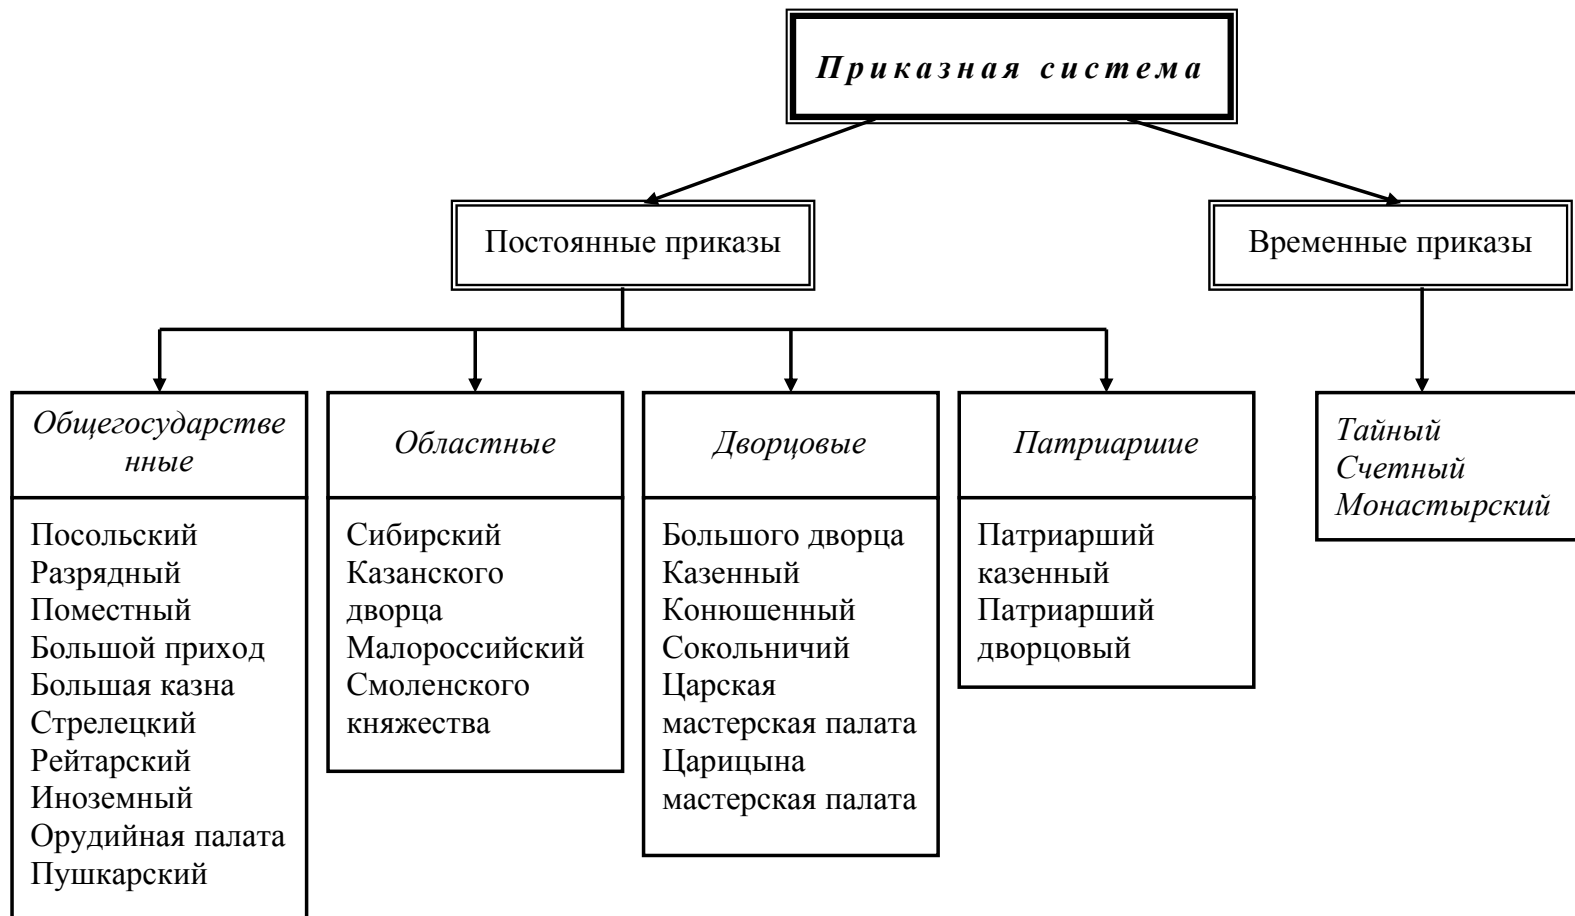 Приказная система
Постоянные приказы
Временные приказы
Общегосударстве
нные
Посольский
Разрядный
Поместный
Большой приход
Большая казна
Стрелецкий
Рейтарский
Иноземный
Орудийная палата
Пушкарский
Областные
Сибирский
Казанского
дворца
Малороссийский
Смоленского
княжества
Дворцовые
Большого дворца
Казенный
Конюшенный
Сокольничий
Царская
мастерская палата
Царицына
мастерская палата
Патриаршие
Патриарший
казенный
Патриарший
дворцовый
Тайный
Счетный
Монастырский